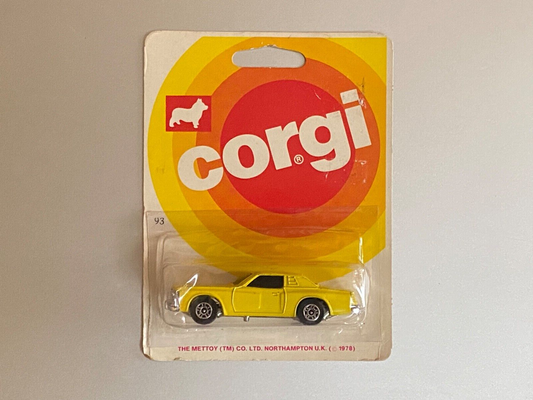 corgi®
93
THE METTOY (TM) CO. LTD. NORTHAMPTON U.K. (© 1978)